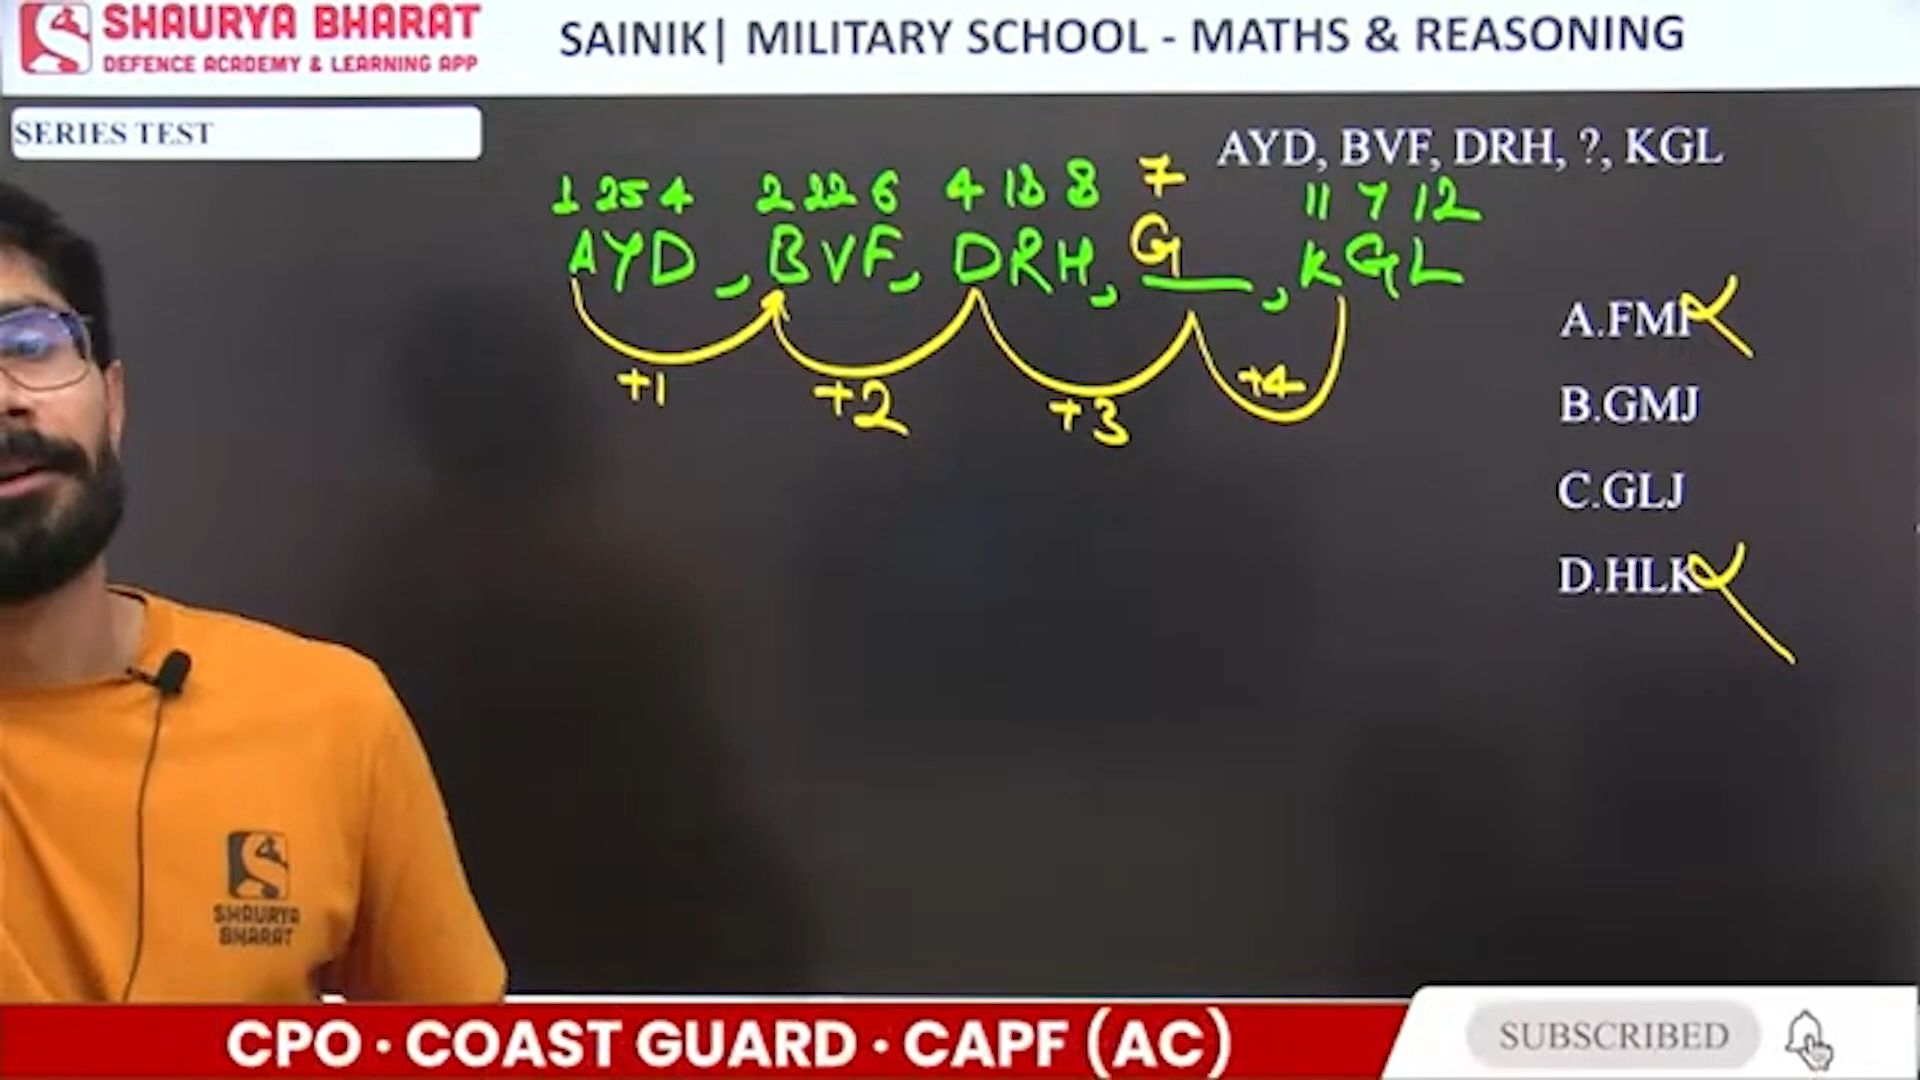 SHAURYA BHARAT
DEFENCE ACADEMY & LEARNING APP
SAINIK| MILITARY SCHOOL - MATHS & REASONING
SERIES TEST
AYD, BVF, DRH, ?, KGL
1 25 4 2 22 6 4 18 8 7 11 7 12
AYD, BVF, DRH, G __, KGL
+1 +2 +3 +4
A.FMI
B.GMJ
C.GLJ
D.HLK
SHAURYA
BHARAT
CPO · COAST GUARD · CAPF (AC)
SUBSCRIBED